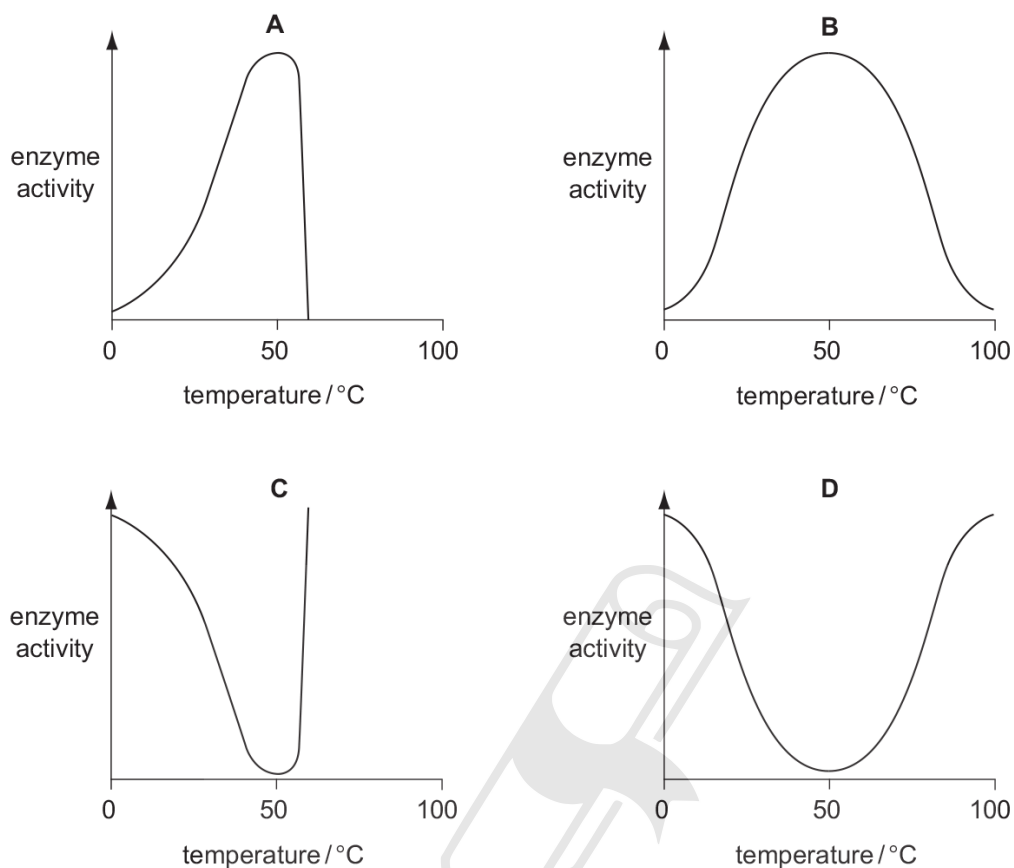 A
enzyme
activity
0 50 100
temperature / °C
B
enzyme
activity
0 50 100
temperature / °C
C
enzyme
activity
0 50 100
temperature / °C
D
enzyme
activity
0 50 100
temperature / °C